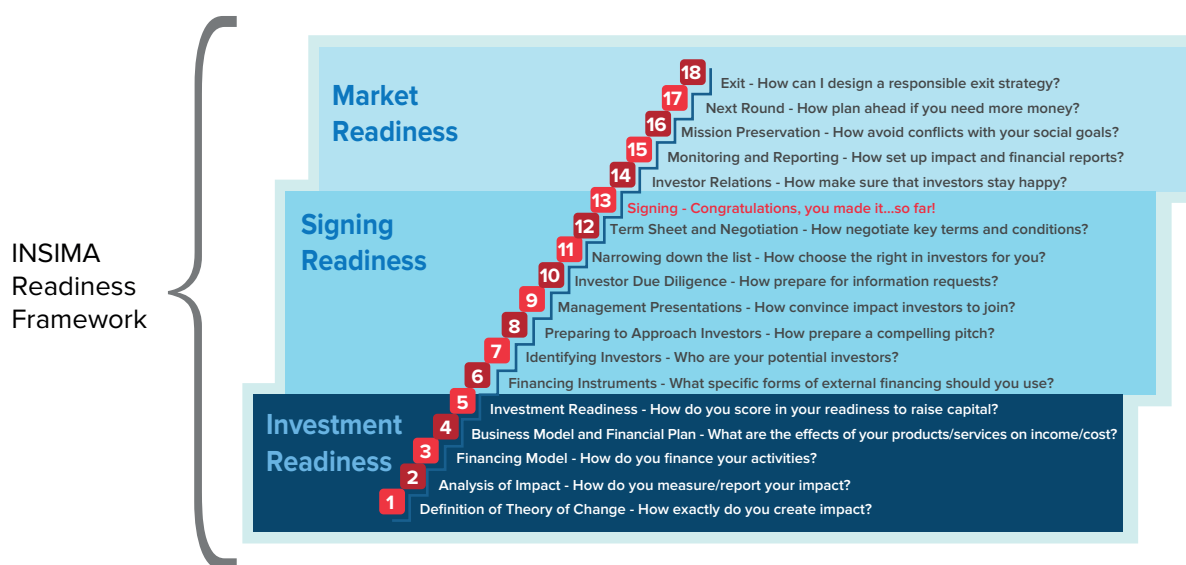 INSIMA
Readiness
Framework
Market
Readiness
18
Exit - How can I design a responsible exit strategy?
17
Next Round - How plan ahead if you need more money?
16
Mission Preservation - How avoid conflicts with your social goals?
15
Monitoring and Reporting - How set up impact and financial reports?
14
Investor Relations - How make sure that investors stay happy?
Signing
Readiness
13
Signing - Congratulations, you made it...so far!
12
Term Sheet and Negotiation - How negotiate key terms and conditions?
11
Narrowing down the list - How choose the right in investors for you?
10
Investor Due Diligence - How prepare for information requests?
9
Management Presentations - How convince impact investors to join?
8
Preparing to Approach Investors - How prepare a compelling pitch?
7
Identifying Investors - Who are your potential investors?
6
Financing Instruments - What specific forms of external financing should you use?
Investment
Readiness
5
Investment Readiness - How do you score in your readiness to raise capital?
4
Business Model and Financial Plan - What are the effects of your products/services on income/cost?
3
Financing Model - How do you finance your activities?
2
Analysis of Impact - How do you measure/report your impact?
1
Definition of Theory of Change - How exactly do you create impact?